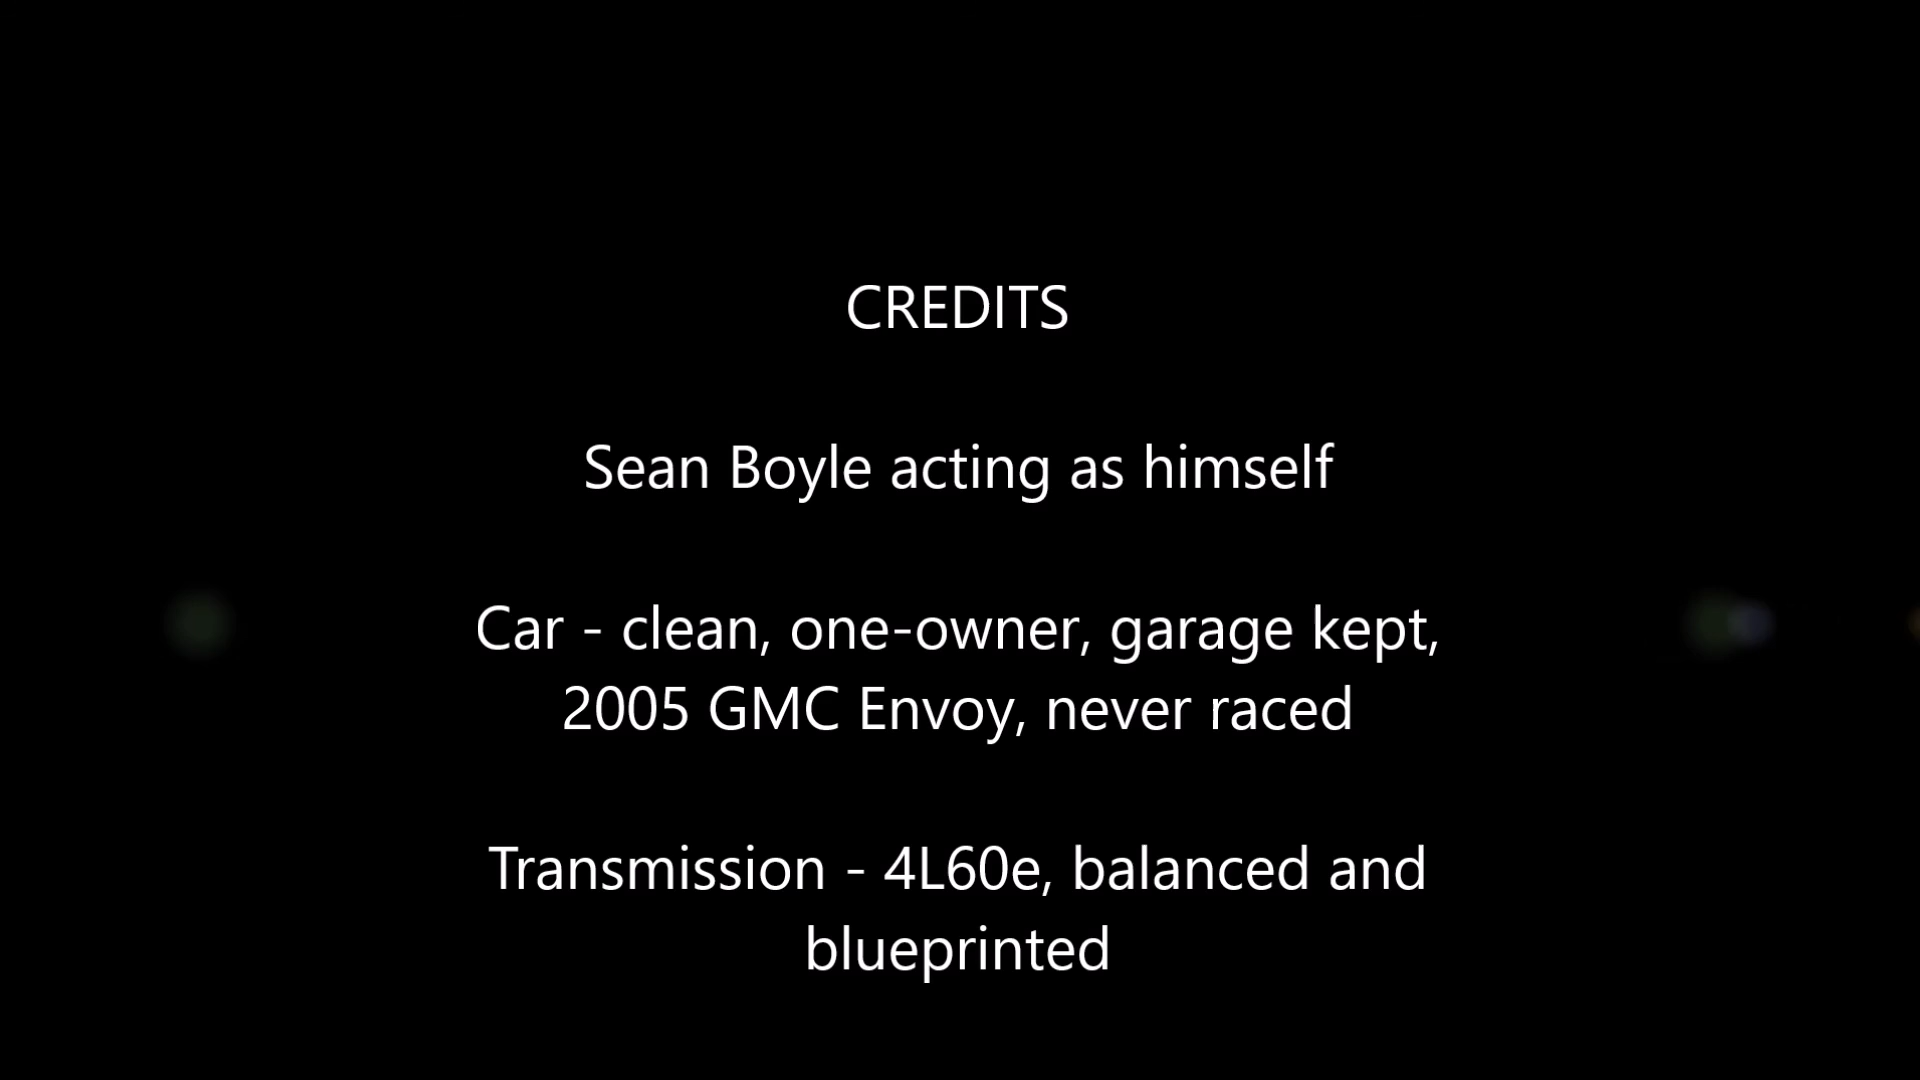 CREDITS
Sean Boyle acting as himself
Car - clean, one-owner, garage kept,
2005 GMC Envoy, never raced
Transmission - 4L60e, balanced and
blueprinted